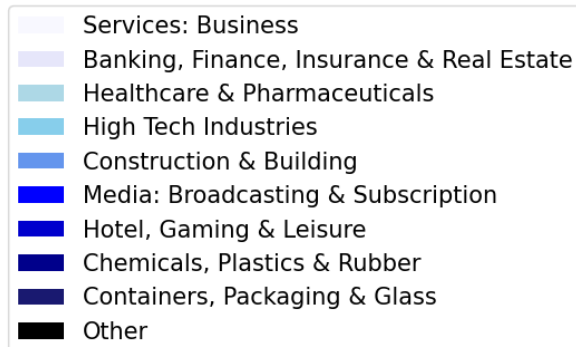 Services: Business
Banking, Finance, Insurance & Real Estate
Healthcare & Pharmaceuticals
High Tech Industries
Construction & Building
Media: Broadcasting & Subscription
Hotel, Gaming & Leisure
Chemicals, Plastics & Rubber
Containers, Packaging & Glass
Other